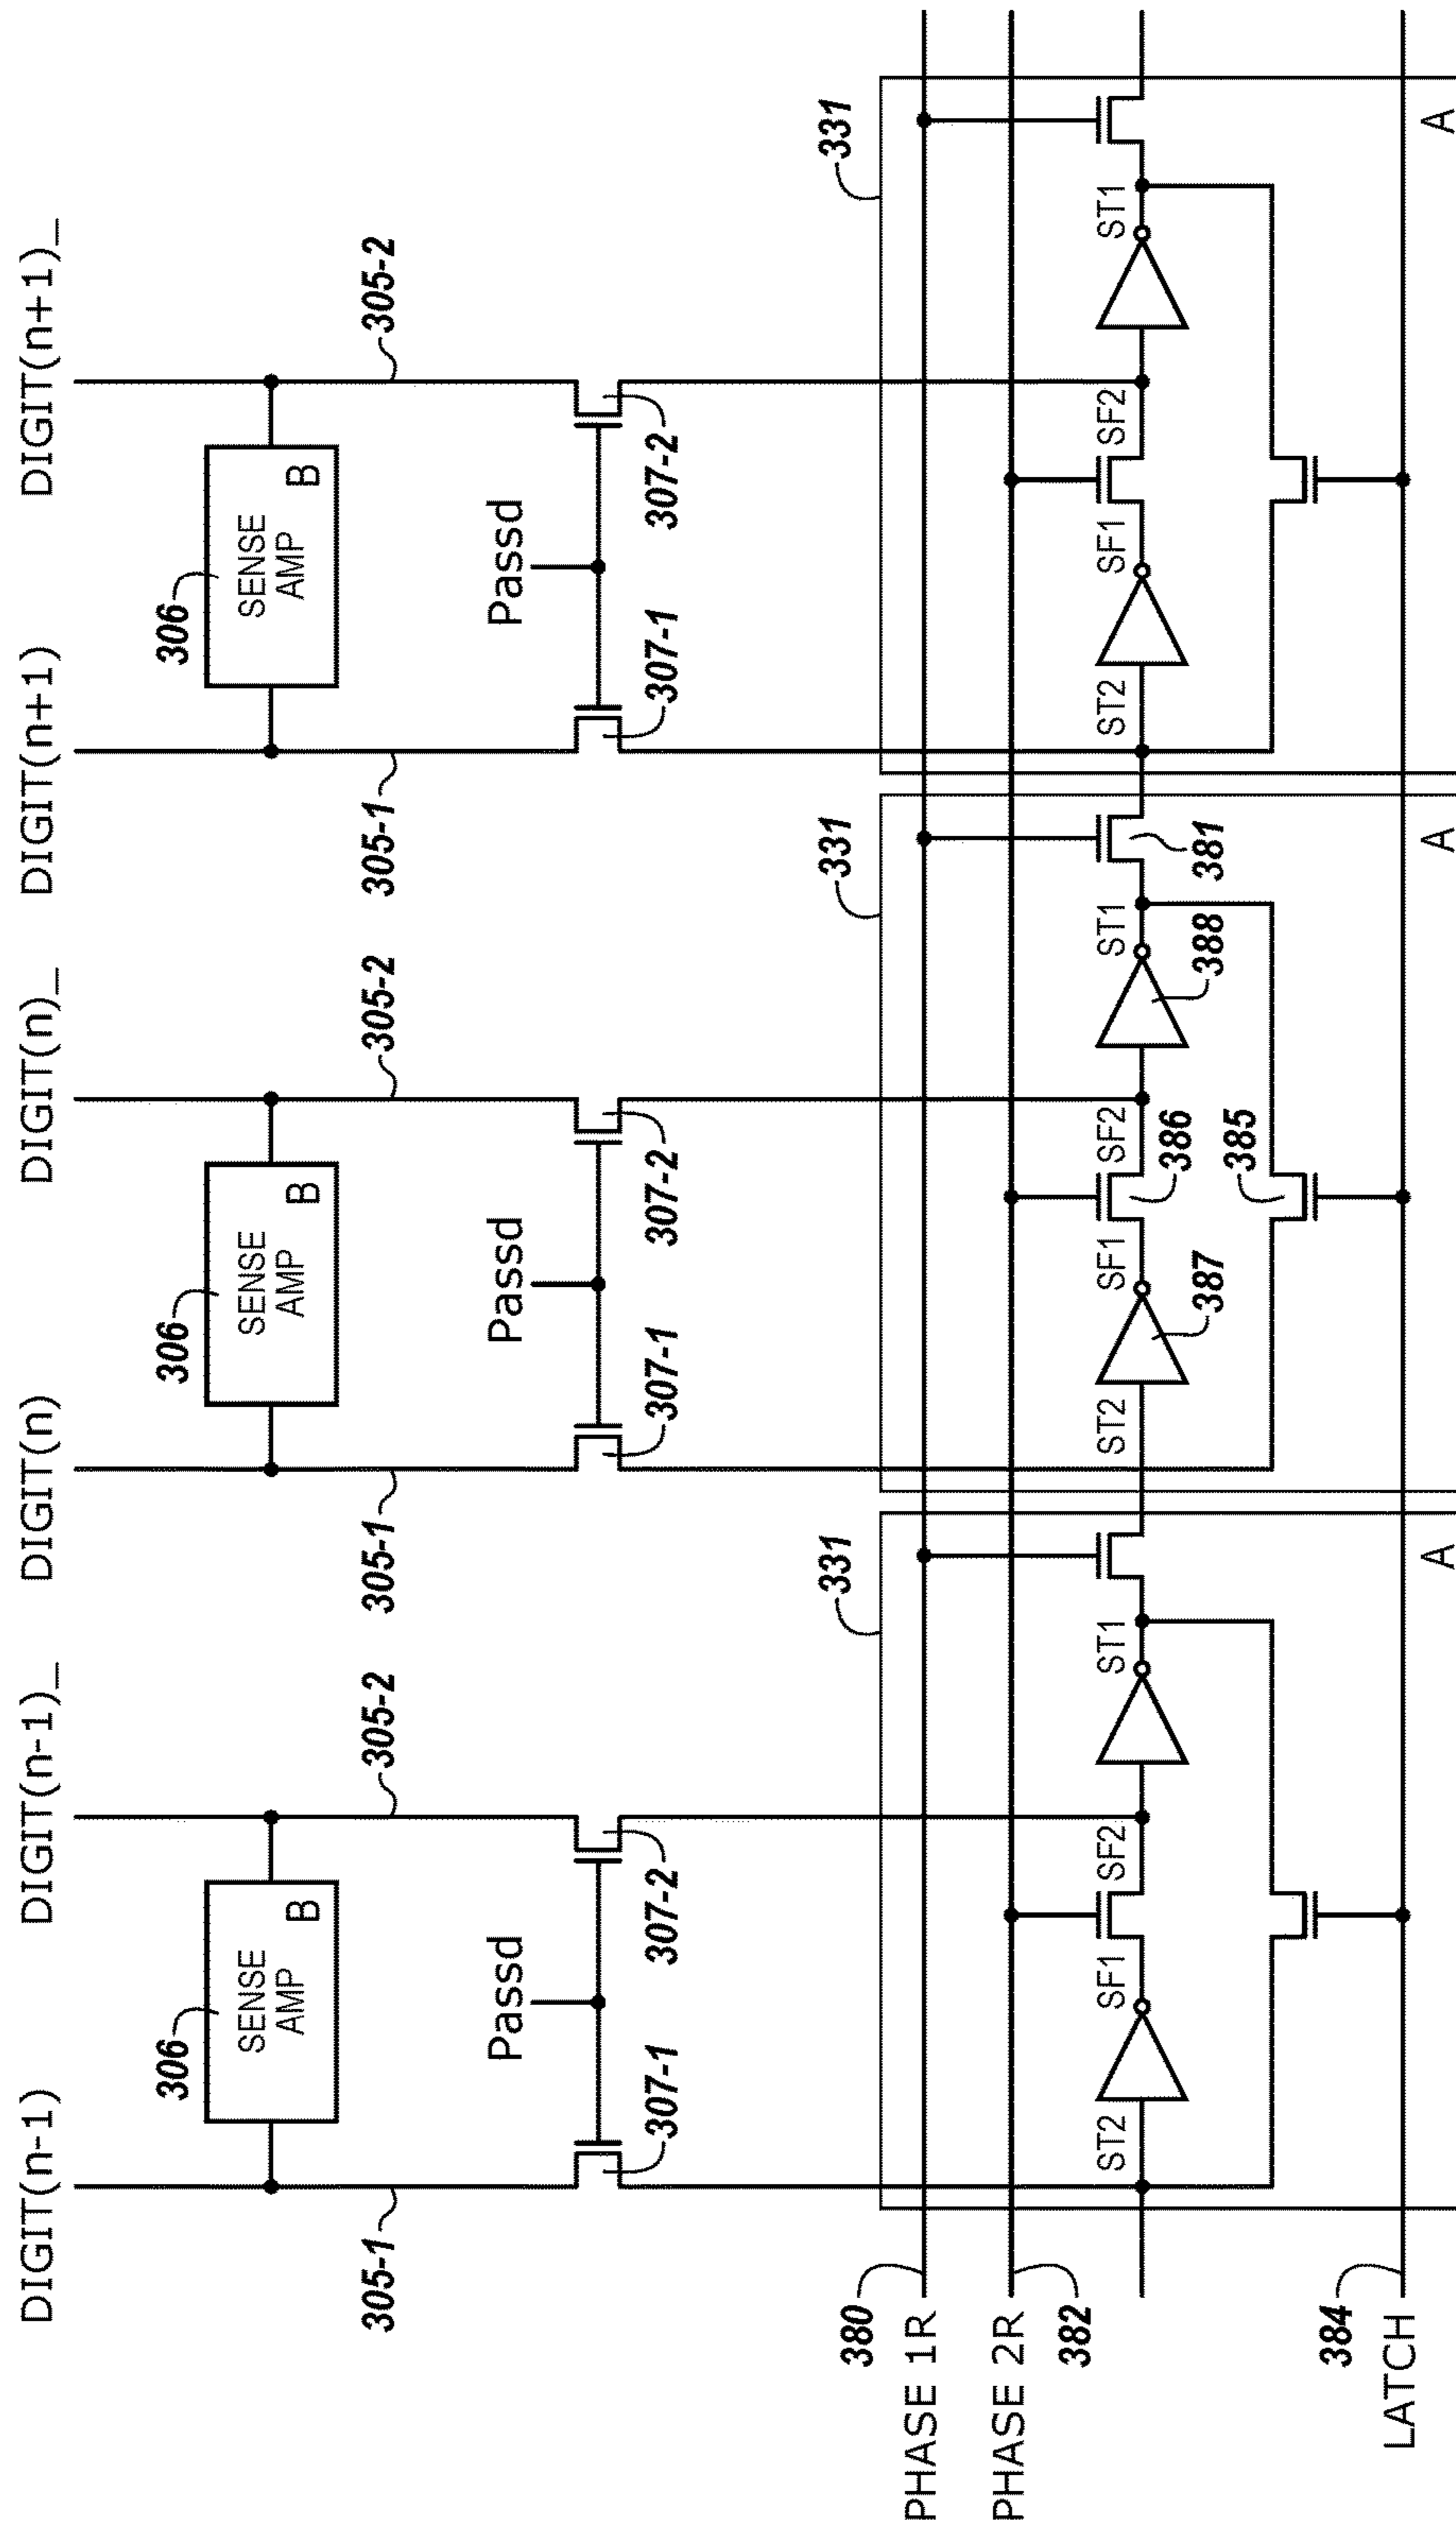 DIGIT(n-1)
DIGIT(n-1)_
DIGIT(n)
DIGIT(n)_
DIGIT(n+1)
DIGIT(n+1)_
306
SENSE
AMP
B
306
SENSE
AMP
B
306
SENSE
AMP
B
305-1
305-2
305-1
305-2
305-1
305-2
Passd
Passd
Passd
307-1
307-2
307-1
307-2
307-1
307-2
331
331
331
380
PHASE 1R
PHASE 2R
382
ST2
SF1
SF2
ST1
ST2
SF1
SF2
ST1
ST2
SF1
SF2
ST1
387
386
388
381
385
384
LATCH
A
A
A